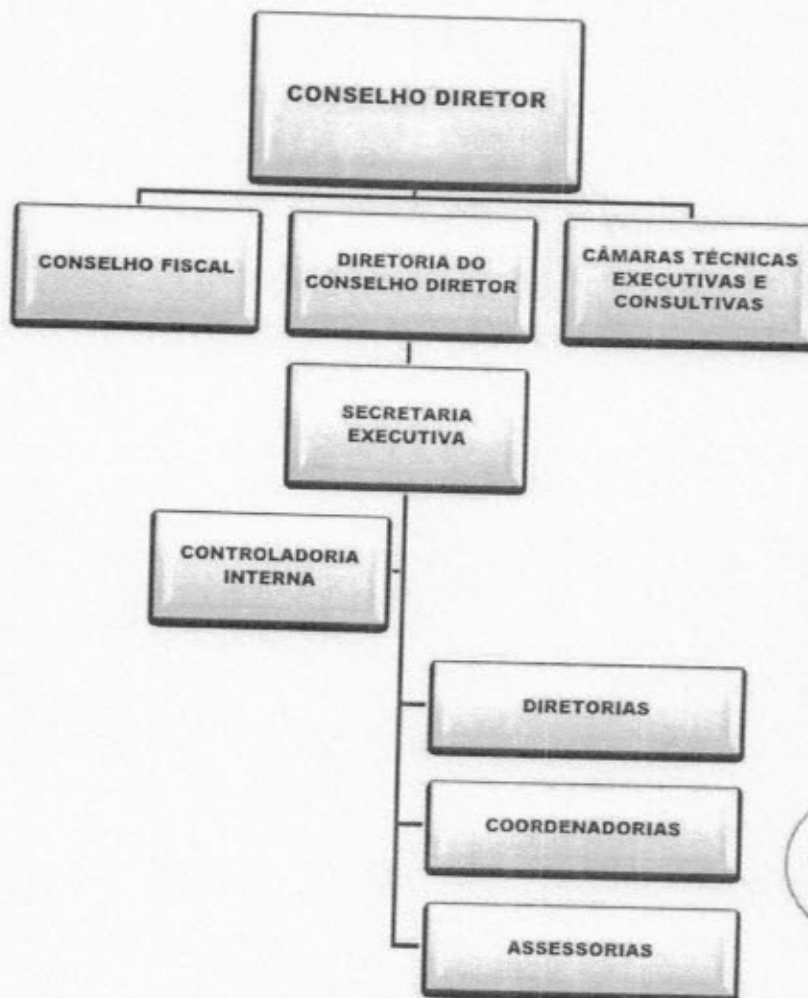 CONSELHO DIRETOR
CONSELHO FISCAL
DIRETORIA DO
CONSELHO DIRETOR
CÂMARAS TÉCNICAS
EXECUTIVAS E
CONSULTIVAS
SECRETARIA
EXECUTIVA
CONTROLADORIA
INTERNA
DIRETORIAS
COORDENADORIAS
ASSESSORIAS